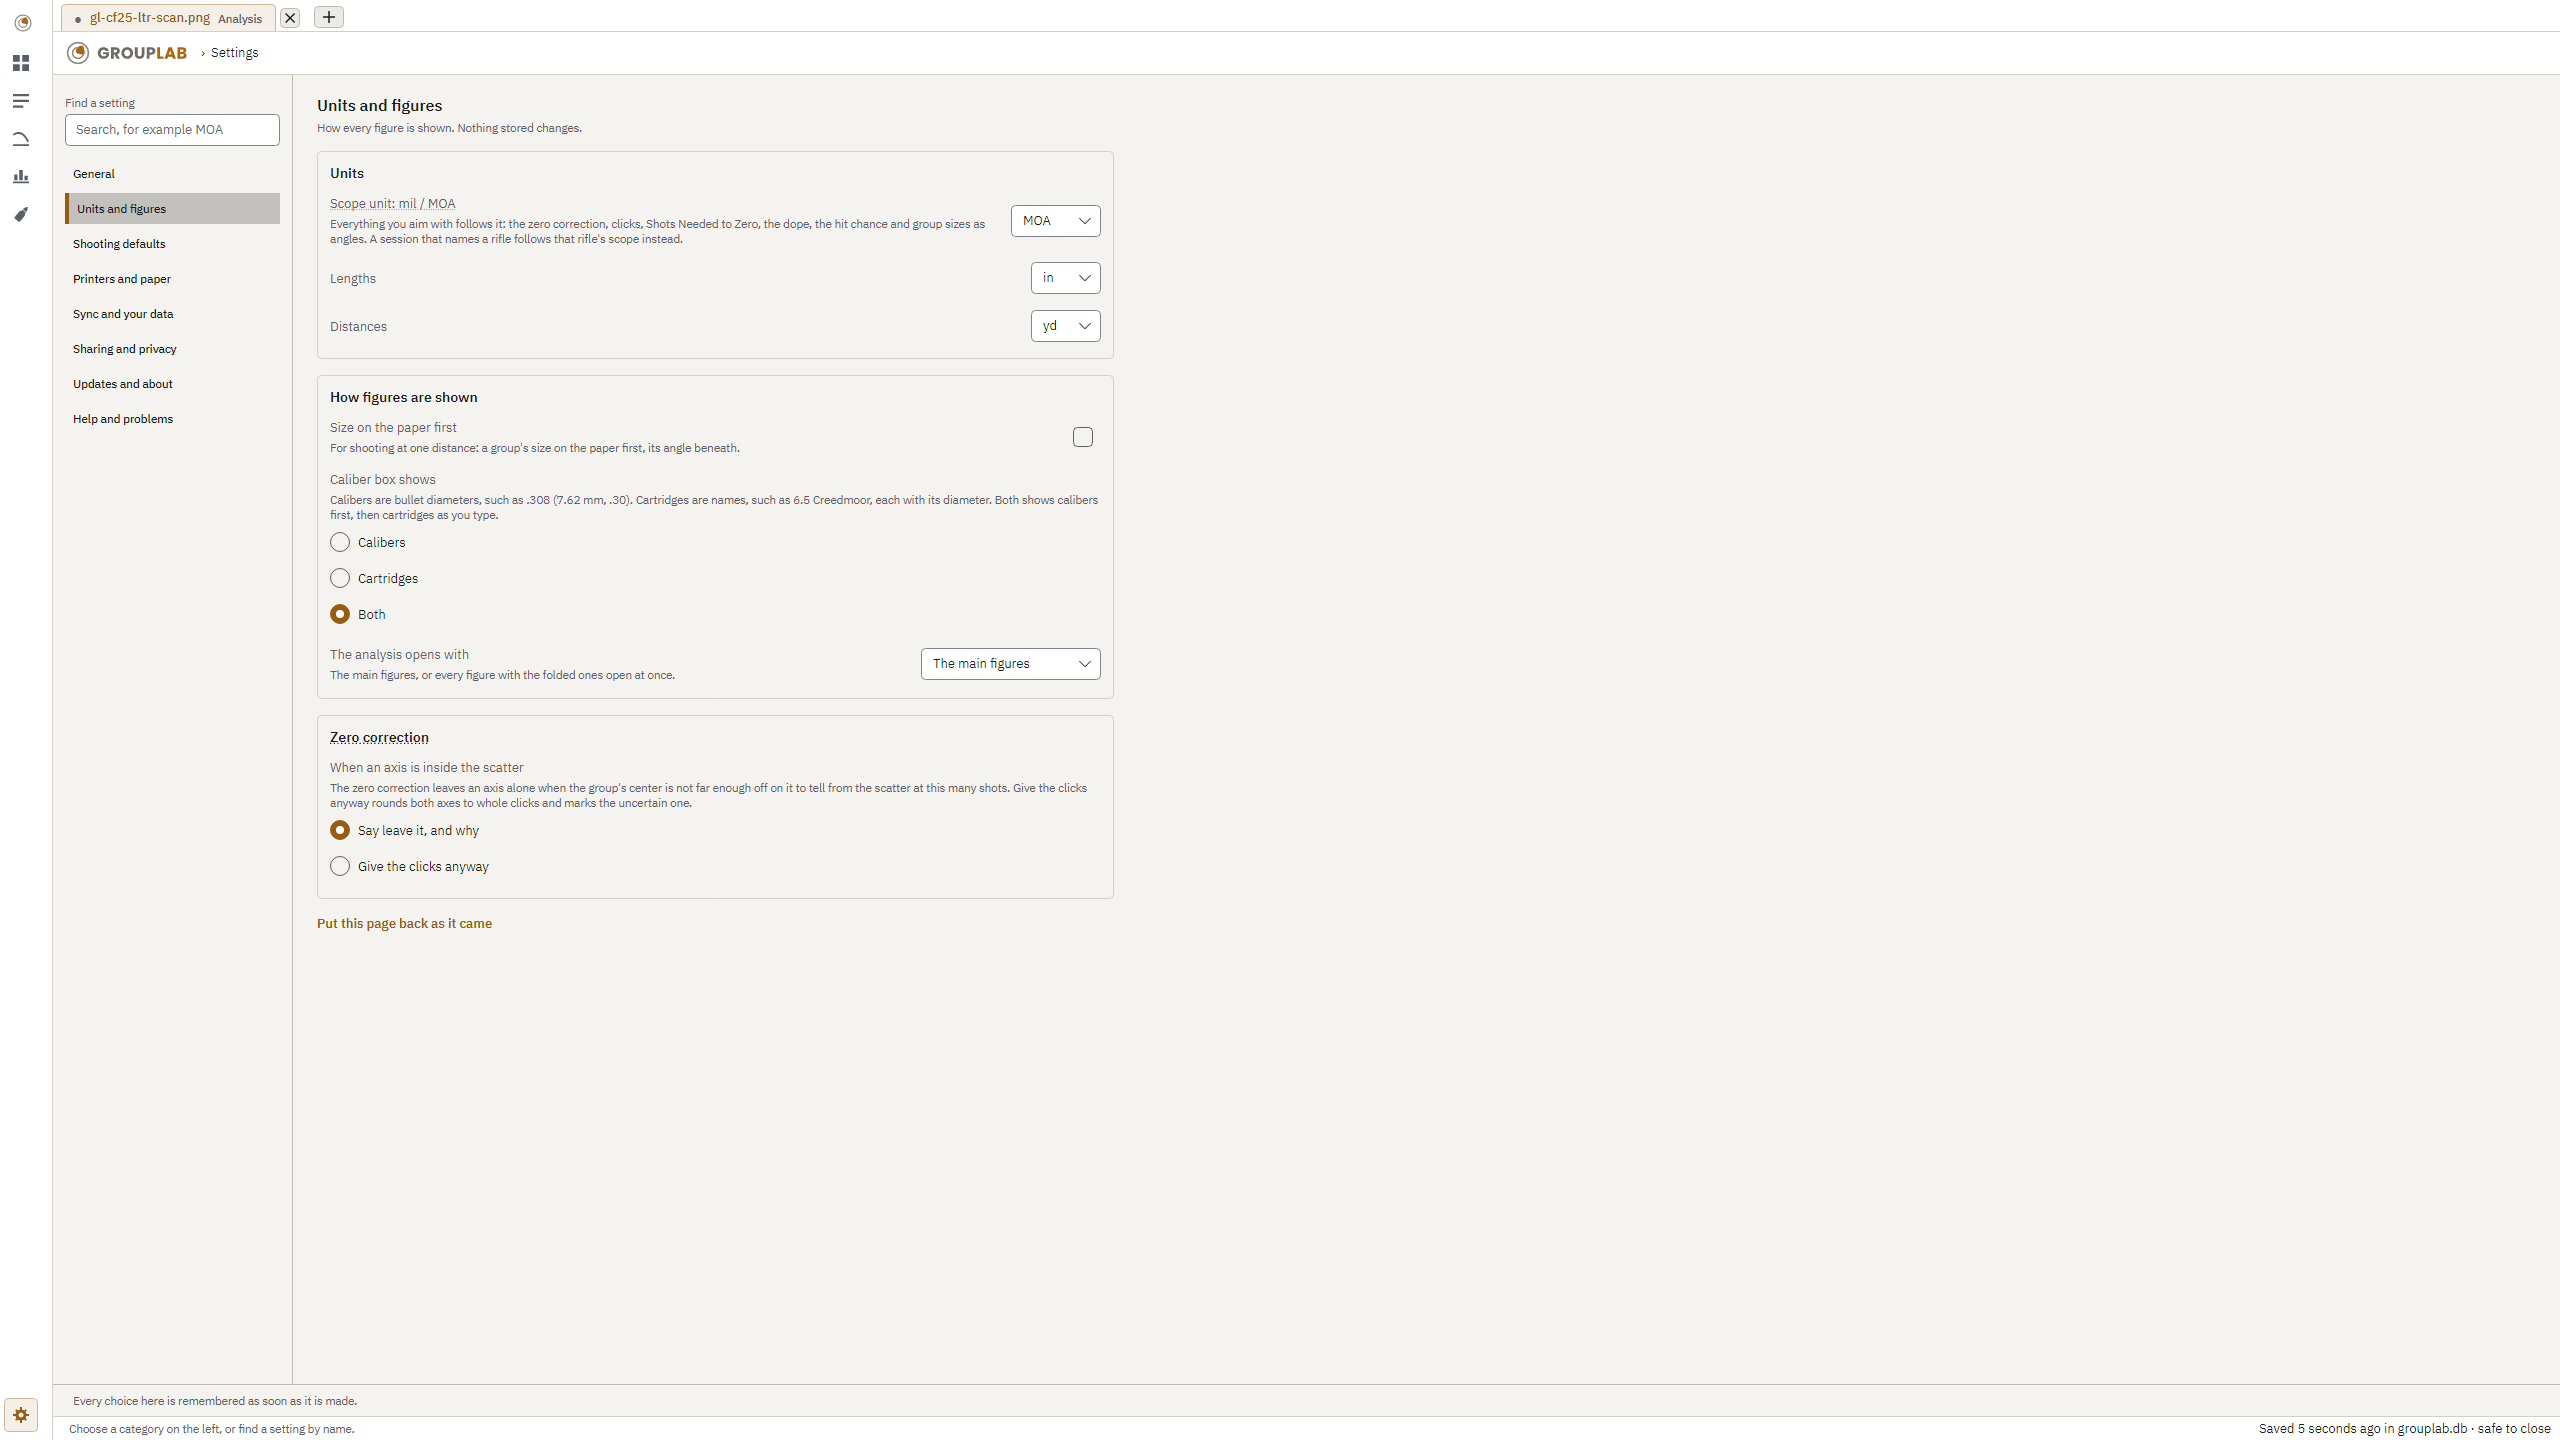 gl-cf25-ltr-scan.png Analysis
GROUPLAB › Settings
Find a setting
Search, for example MOA
General
Units and figures
Shooting defaults
Printers and paper
Sync and your data
Sharing and privacy
Updates and about
Help and problems
Units and figures
How every figure is shown. Nothing stored changes.
Units
Scope unit: mil / MOA
Everything you aim with follows it: the zero correction, clicks, Shots Needed to Zero, the dope, the hit chance and group sizes as
angles. A session that names a rifle follows that rifle's scope instead.
MOA
Lengths
in
Distances
yd
How figures are shown
Size on the paper first
For shooting at one distance: a group's size on the paper first, its angle beneath.
Caliber box shows
Calibers are bullet diameters, such as .308 (7.62 mm, .30). Cartridges are names, such as 6.5 Creedmoor, each with its diameter. Both shows calibers
first, then cartridges as you type.
Calibers
Cartridges
Both
The analysis opens with
The main figures, or every figure with the folded ones open at once.
The main figures
Zero correction
When an axis is inside the scatter
The zero correction leaves an axis alone when the group's center is not far enough off on it to tell from the scatter at this many shots. Give the clicks
anyway rounds both axes to whole clicks and marks the uncertain one.
Say leave it, and why
Give the clicks anyway
Put this page back as it came
Every choice here is remembered as soon as it is made.
Choose a category on the left, or find a setting by name.
Saved 5 seconds ago in grouplab.db · safe to close